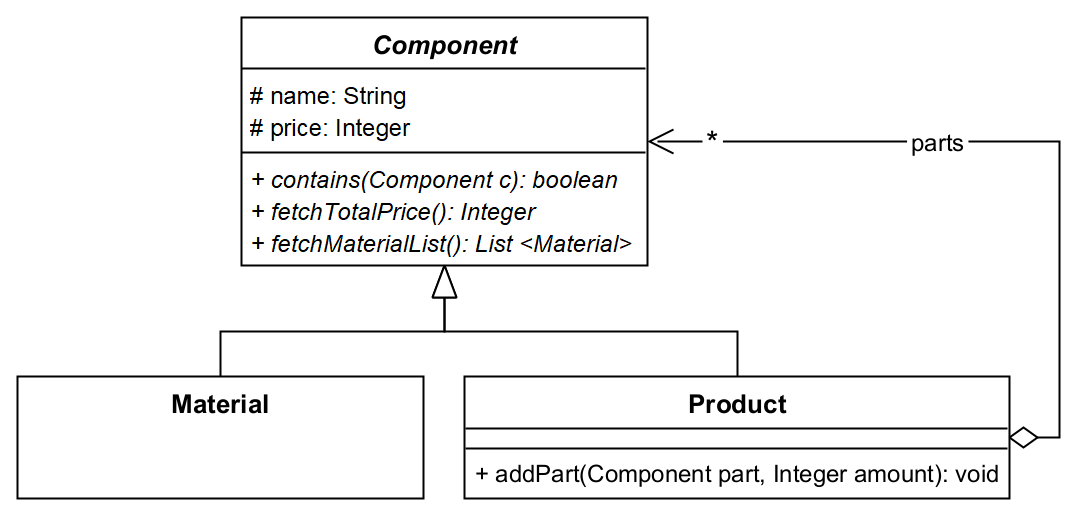 Component
# name: String
# price: Integer
* parts
+ contains(Component c): boolean
+ fetchTotalPrice(): Integer
+ fetchMaterialList(): List <Material>
Material
Product
+ addPart(Component part, Integer amount): void